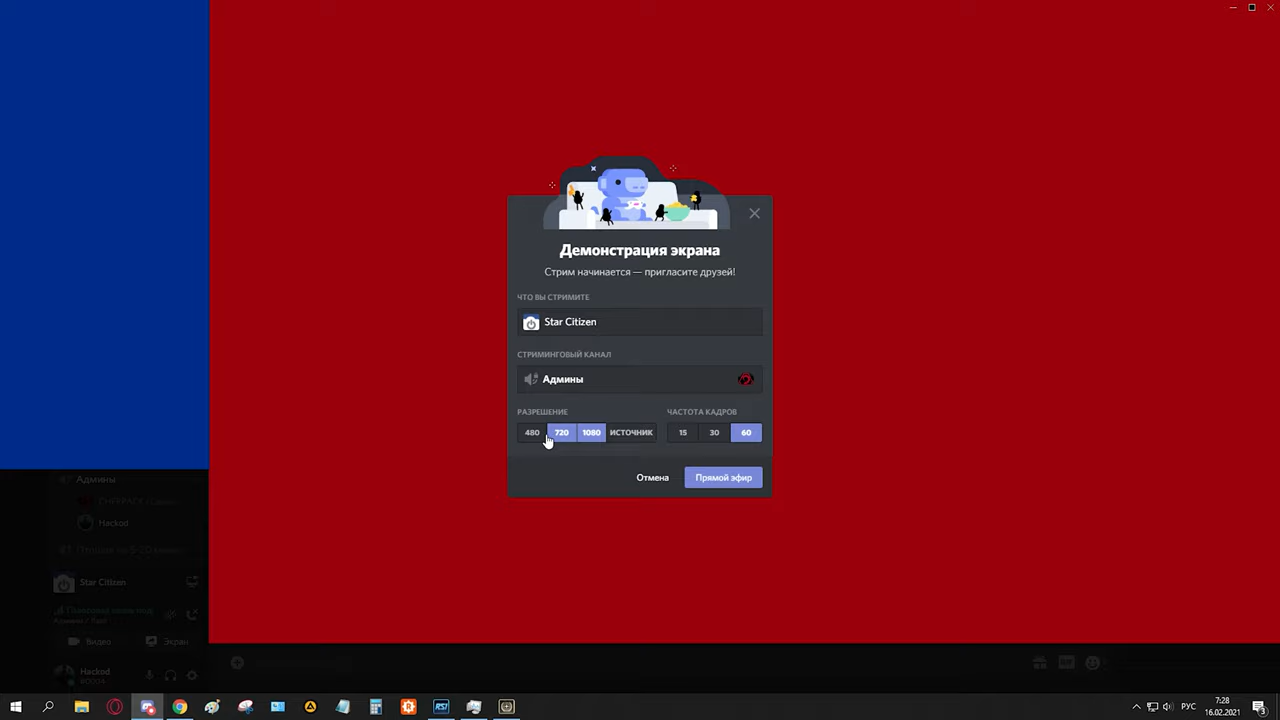 Демонстрация экрана
Стрим начинается — пригласите друзей!
ЧТО ВЫ СТРИМИТЕ
Star Citizen
СТРИМИНГОВЫЙ КАНАЛ
Админы
РАЗРЕШЕНИЕ
ЧАСТОТА КАДРОВ
480 720 1080 ИСТОЧНИК
15 30 60
Отмена
Прямой эфир
Админы
Hackod
Star Citizen
Видео
Экран
Hackod
RSI
РУС
7:28
16.02.2021
3